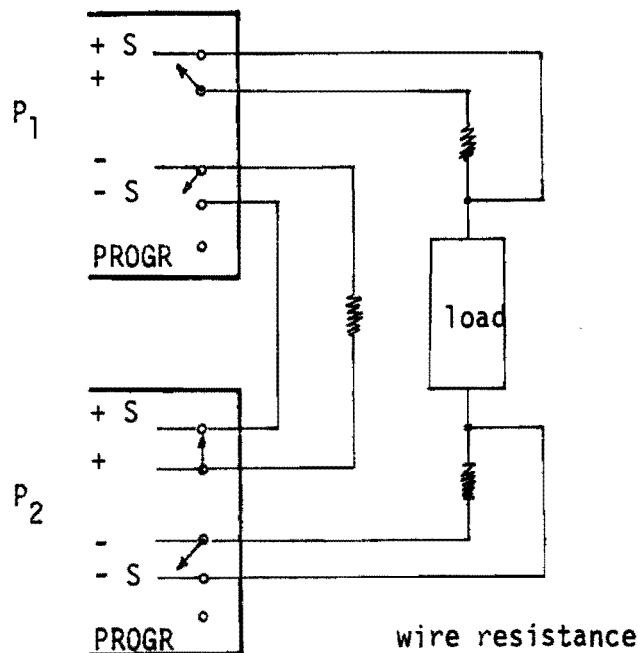 + S
+
P1
-
- S
PROGR
load
+ S
+
P2
-
- S
PROGR
wire resistance